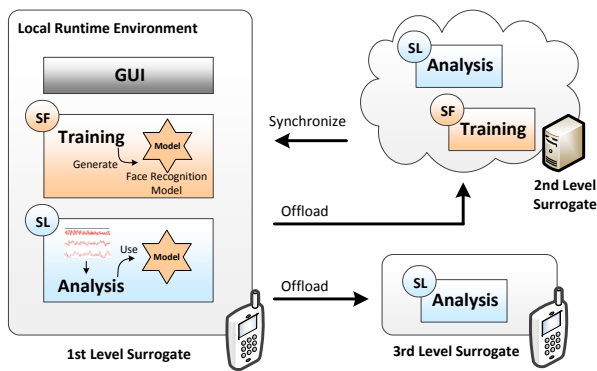 Local Runtime Environment
GUI
SF
Training
Generate
Model
Face Recognition
Model
SL
Use
Model
Analysis
1st Level Surrogate
Synchronize
Offload
Offload
SL
Analysis
SF
Training
2nd Level
Surrogate
SL
Analysis
3rd Level Surrogate